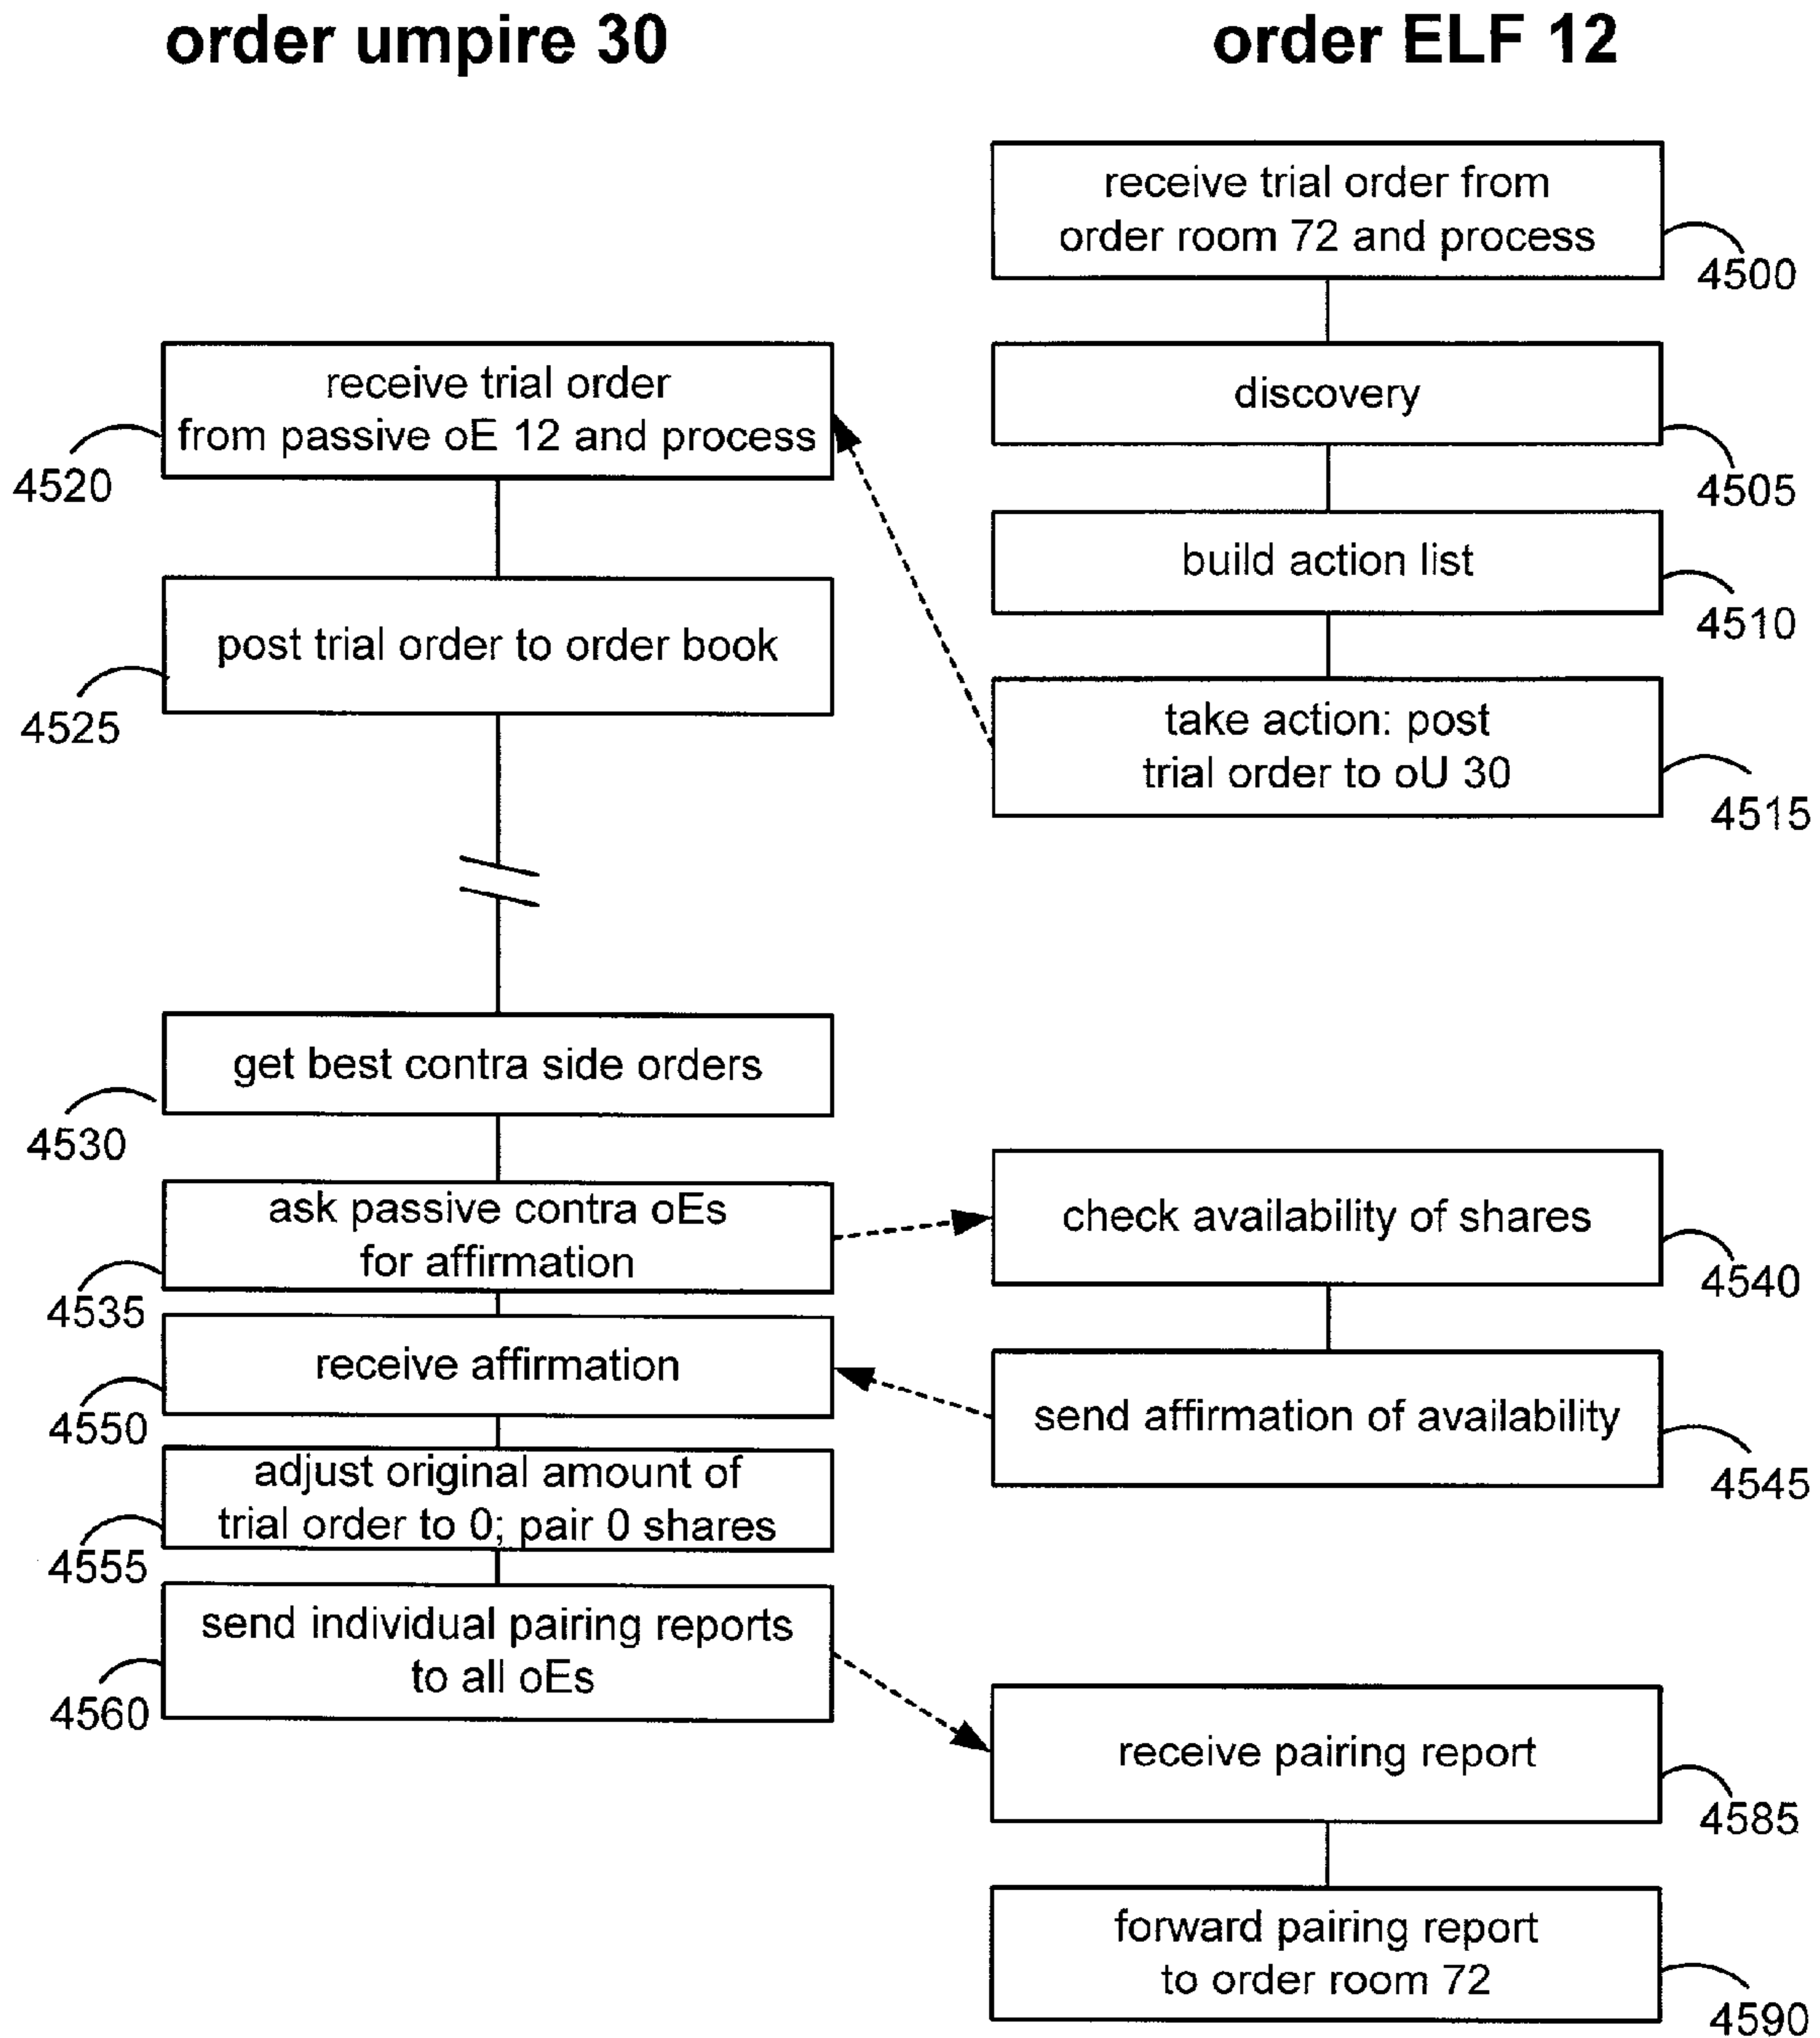 order umpire 30
order ELF 12
receive trial order from
order room 72 and process
4500
discovery
4505
build action list
4510
take action: post
trial order to oU 30
4515
receive trial order
from passive oE 12 and process
4520
post trial order to order book
4525
get best contra side orders
4530
ask passive contra oEs
for affirmation
4535
check availability of shares
4540
send affirmation of availability
4545
receive affirmation
4550
adjust original amount of
trial order to 0; pair 0 shares
4555
send individual pairing reports
to all oEs
4560
receive pairing report
4585
forward pairing report
to order room 72
4590